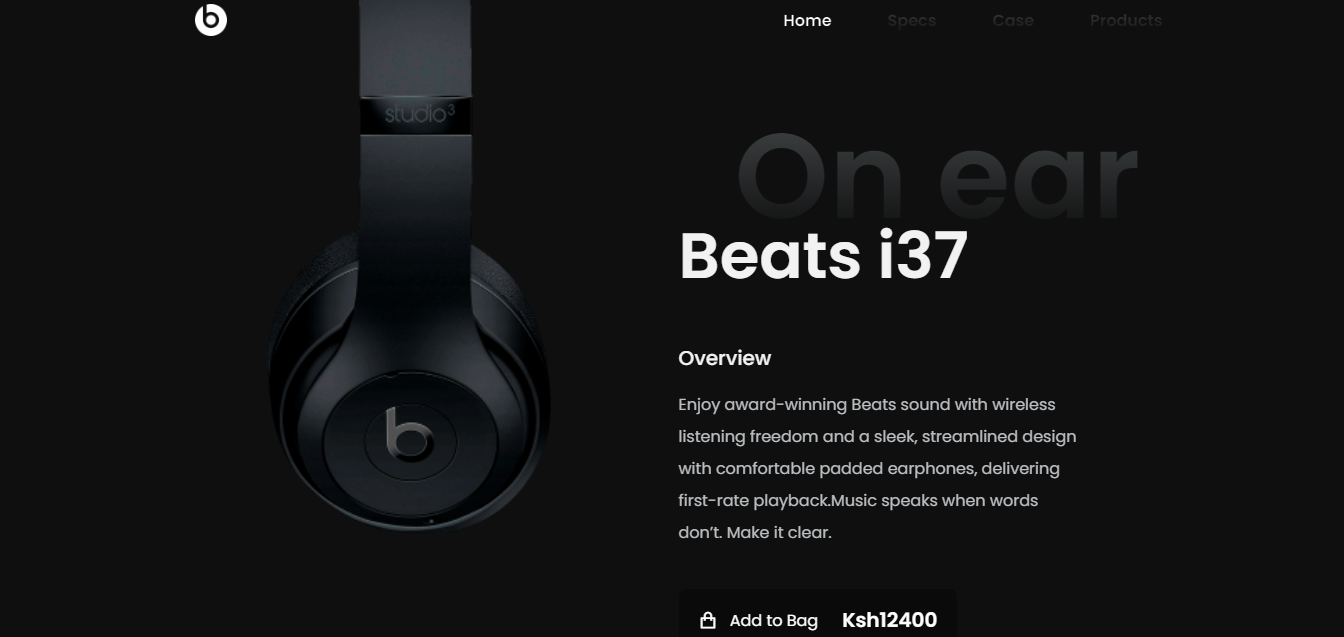 b
Home Specs Case Products
studio3
On ear
Beats i37
Overview
Enjoy award-winning Beats sound with wireless
listening freedom and a sleek, streamlined design
with comfortable padded earphones, delivering
first-rate playback.Music speaks when words
don’t. Make it clear.
b
Add to Bag Ksh12400